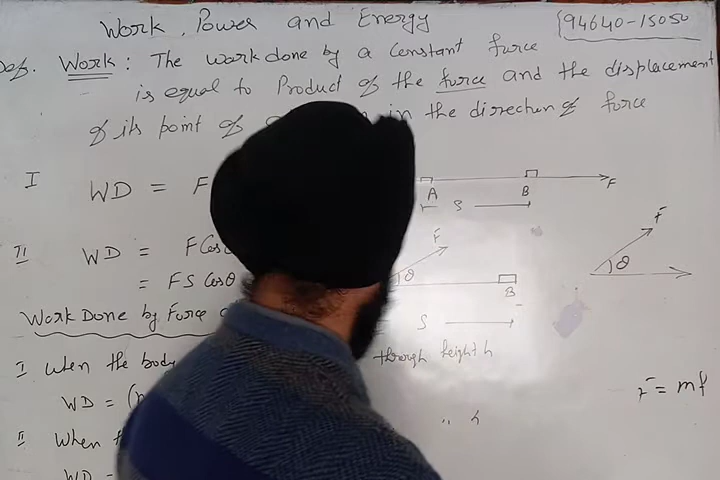 Work, Power and Energy {94640-15050
Def. Work: The work done by a constant force
is equal to Product of the force and the displacement
of its point of in the direction of force
I WD = F A B F
S
II WD = F Cos F̄ θ F̄ θ
= F S Cosθ B
Work Done by Force S
I when the body through height h
WD = ( F̄ = mf
II When " h
WD =